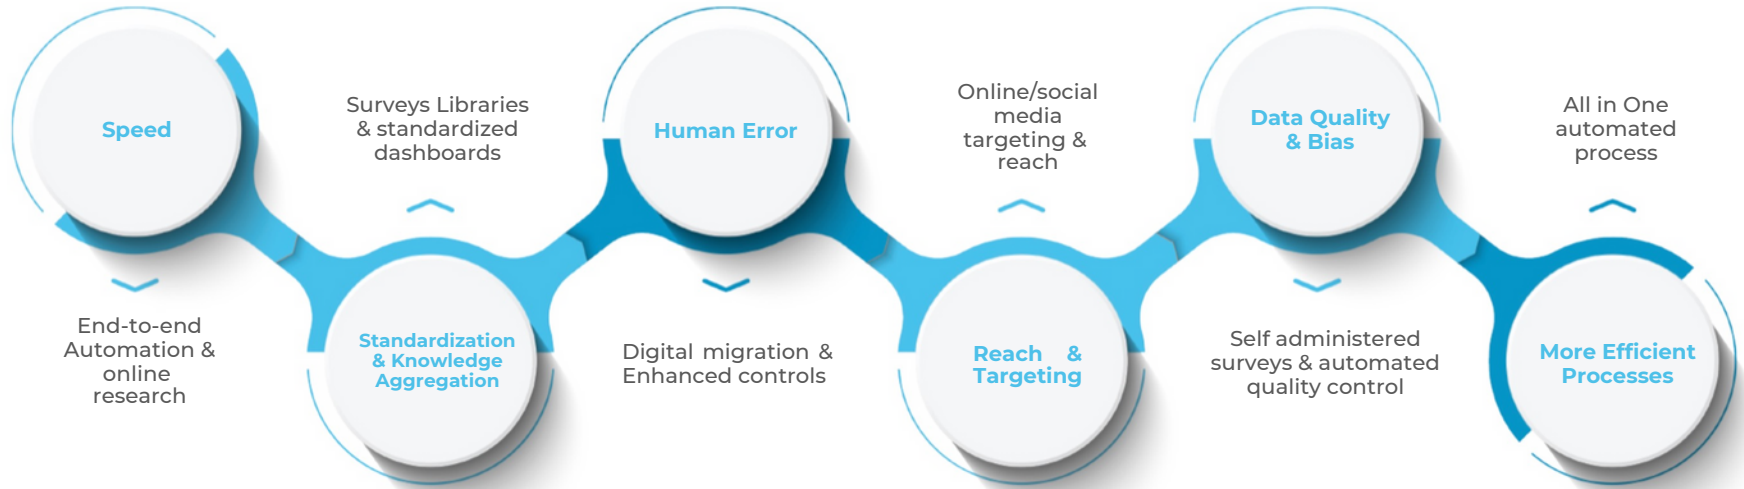 Speed
End-to-end
Automation &
online
research
Surveys Libraries
& standardized
dashboards
Standardization
& Knowledge
Aggregation
Human Error
Digital migration &
Enhanced controls
Online/social
media
targeting &
reach
Reach &
Targeting
Data Quality
& Bias
Self administered
surveys & automated
quality control
All in One
automated
process
More Efficient
Processes